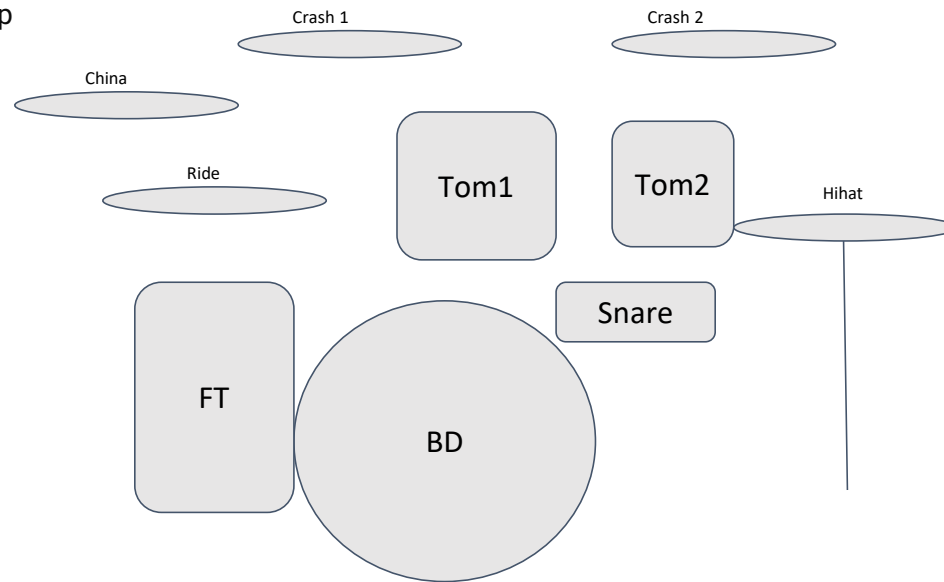 p
Crash 1
Crash 2
China
Ride
Tom1
Tom2
Hihat
Snare
FT
BD